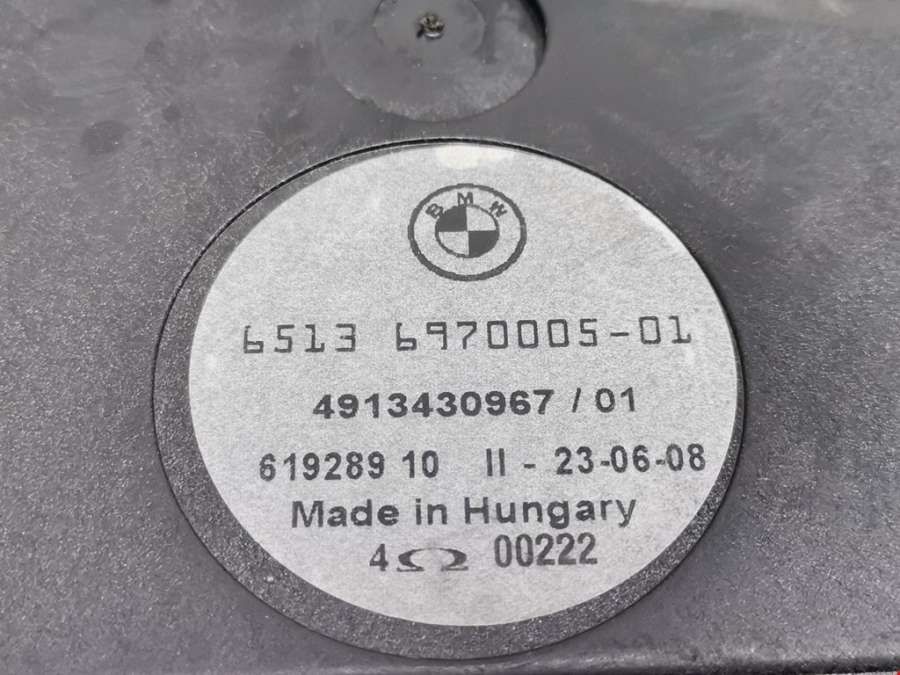 BMW
6513 6970005-01
4913430967 / 01
619289 10 II - 23-06-08
Made in Hungary
4Ω 00222